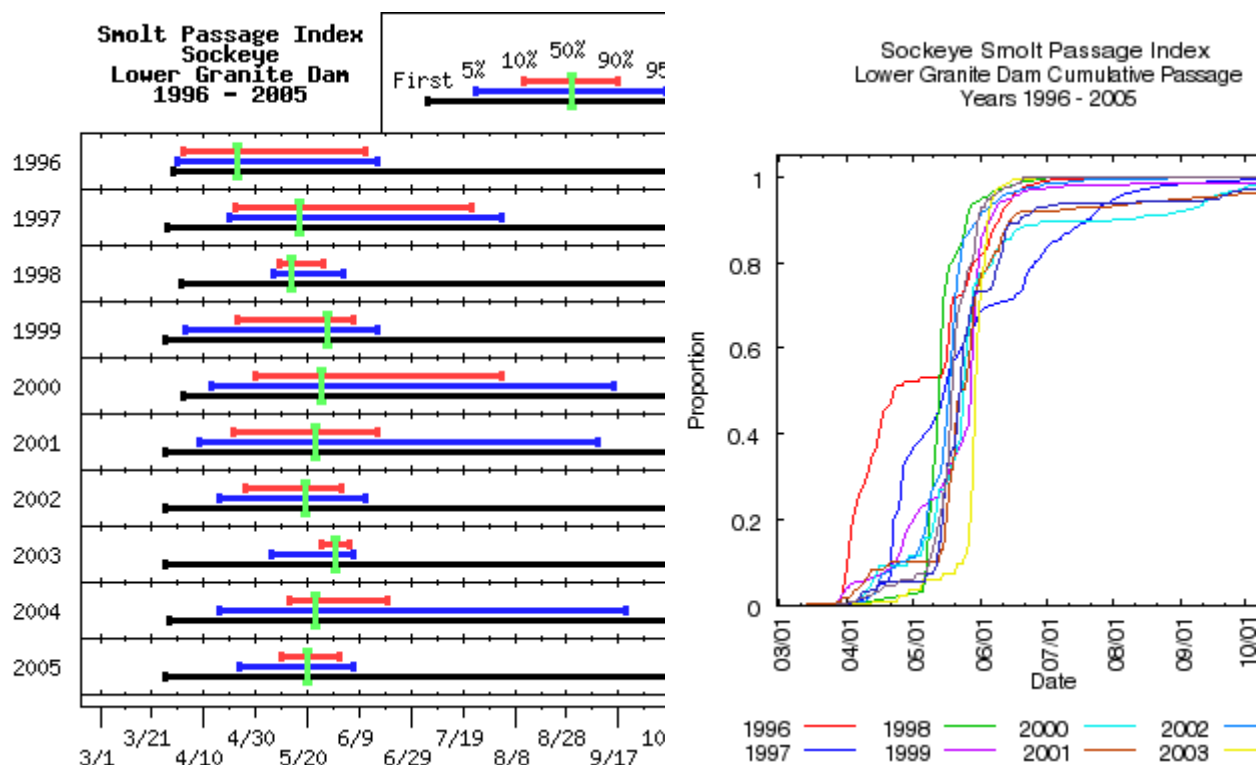 Smolt Passage Index
Sockeye
Lower Granite Dam
1996 - 2005
First 5% 10% 50% 90% 95
1996
1997
1998
1999
2000
2001
2002
2003
2004
2005
3/21 4/30 6/9 7/19 8/28 10
3/1 4/10 5/20 6/29 8/8 9/17
Sockeye Smolt Passage Index
Lower Granite Dam Cumulative Passage
Years 1996 - 2005
1
0.8
0.6
0.4
0.2
0
Proportion
03/01 04/01 05/01 06/01 07/01 08/01 09/01 10/01
Date
1996 1998 2000 2002
1997 1999 2001 2003